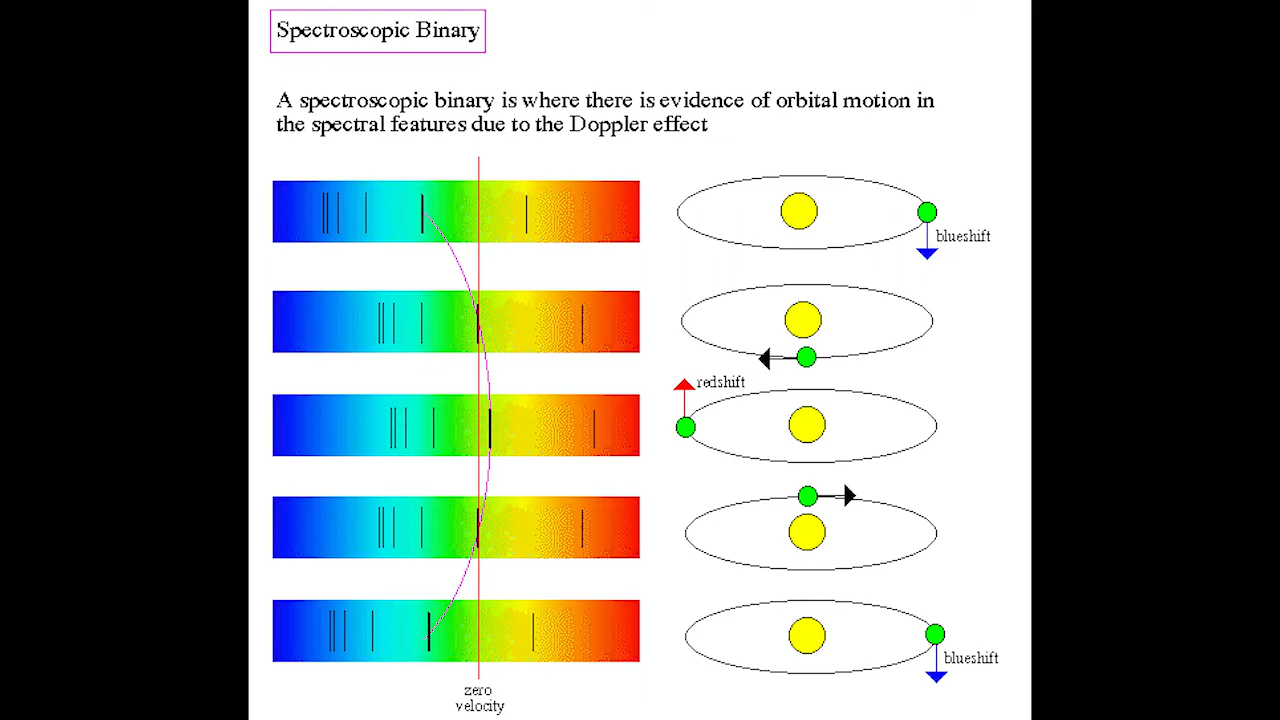 Spectroscopic Binary
A spectroscopic binary is where there is evidence of orbital motion in
the spectral features due to the Doppler effect
blueshift
redshift
blueshift
zero
velocity